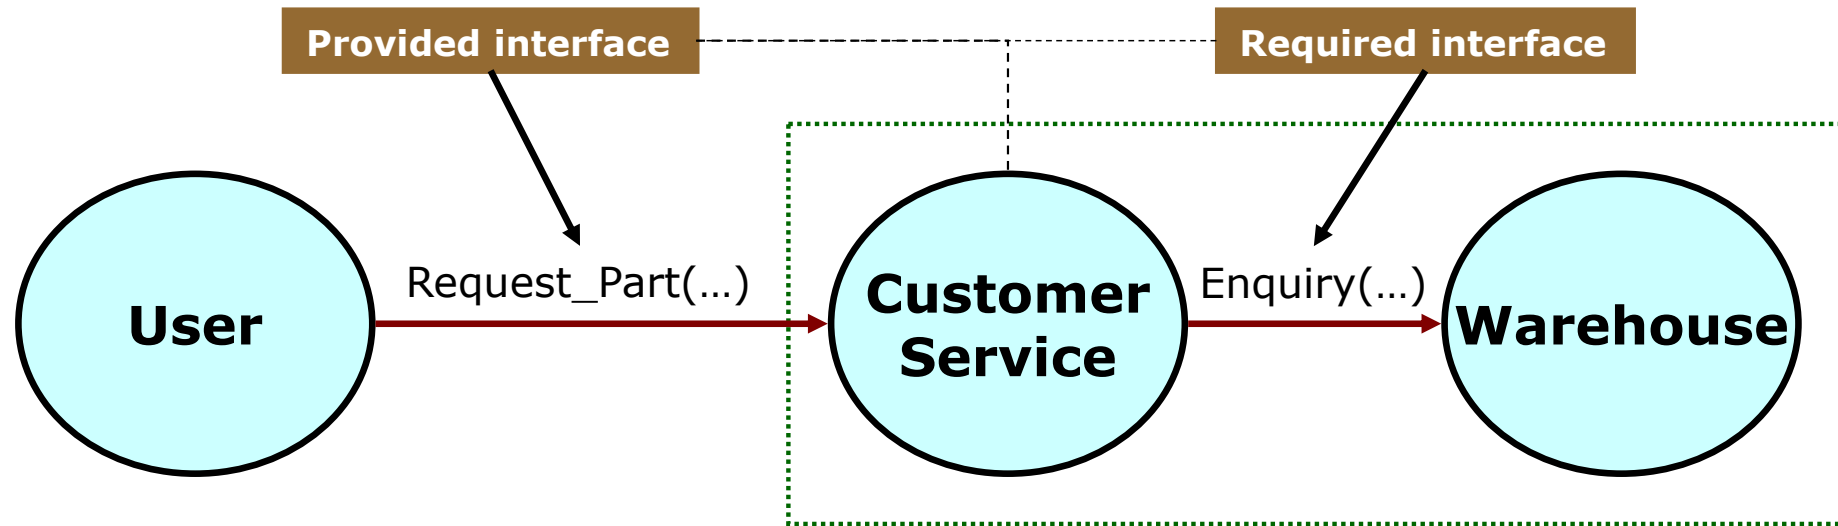 Provided interface
Required interface
Request_Part(…)
Enquiry(…)
User
Customer
Service
Warehouse